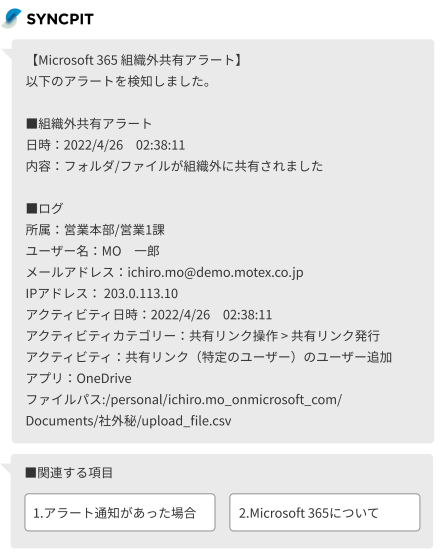 SYNCPIT
【Microsoft 365 組織外共有アラート】
以下のアラートを検知しました。
■組織外共有アラート
日時：2022/4/26　02:38:11
内容：フォルダ/ファイルが組織外に共有されました
■ログ
所属：営業本部/営業1課
ユーザー名：MO　一郎
メールアドレス：ichiro.mo@demo.motex.co.jp
IPアドレス： 203.0.113.10
アクティビティ日時：2022/4/26　02:38:11
アクティビティカテゴリー：共有リンク操作 > 共有リンク発行
アクティビティ：共有リンク（特定のユーザー）のユーザー追加
アプリ：OneDrive
ファイルパス:/personal/ichiro.mo_onmicrosoft_com/
Documents/社外秘/upload_file.csv
■関連する項目
1.アラート通知があった場合
2.Microsoft 365について